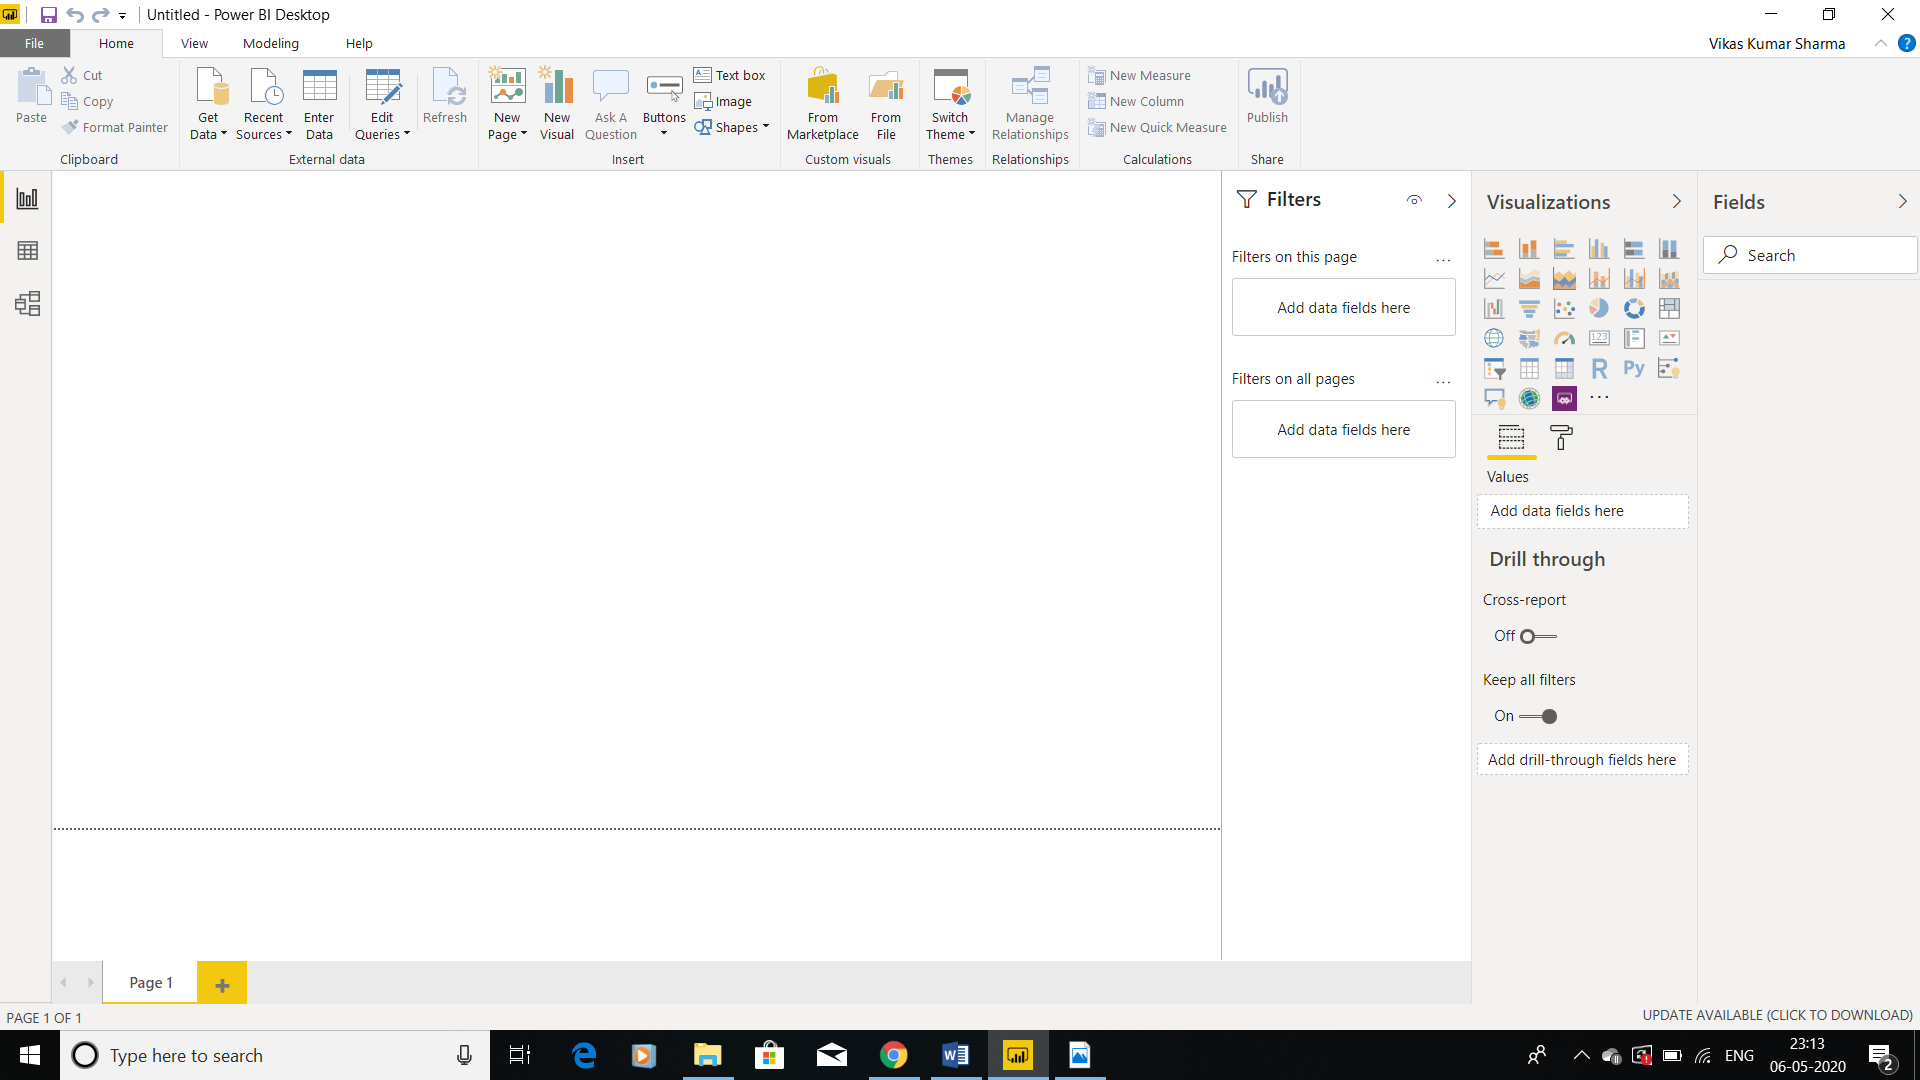 Untitled - Power BI Desktop
File Home View Modeling Help
Vikas Kumar Sharma
?
Paste
Cut
Copy
Format Painter
Clipboard
Get Data
Recent Sources
Enter Data
Edit Queries
Refresh
External data
New Page
New Visual
Ask A Question
Buttons
Text box
Image
Shapes
Insert
From Marketplace
From File
Custom visuals
Switch Theme
Themes
Manage Relationships
Relationships
New Measure
New Column
New Quick Measure
Calculations
Publish
Share
Filters
Filters on this page ...
Add data fields here
Filters on all pages ...
Add data fields here
Visualizations
123
R Py
...
Values
Add data fields here
Drill through
Cross-report
Off
Keep all filters
On
Add drill-through fields here
Fields
Search
Page 1 +
PAGE 1 OF 1
UPDATE AVAILABLE (CLICK TO DOWNLOAD)
Type here to search
ENG
23:13
06-05-2020
2